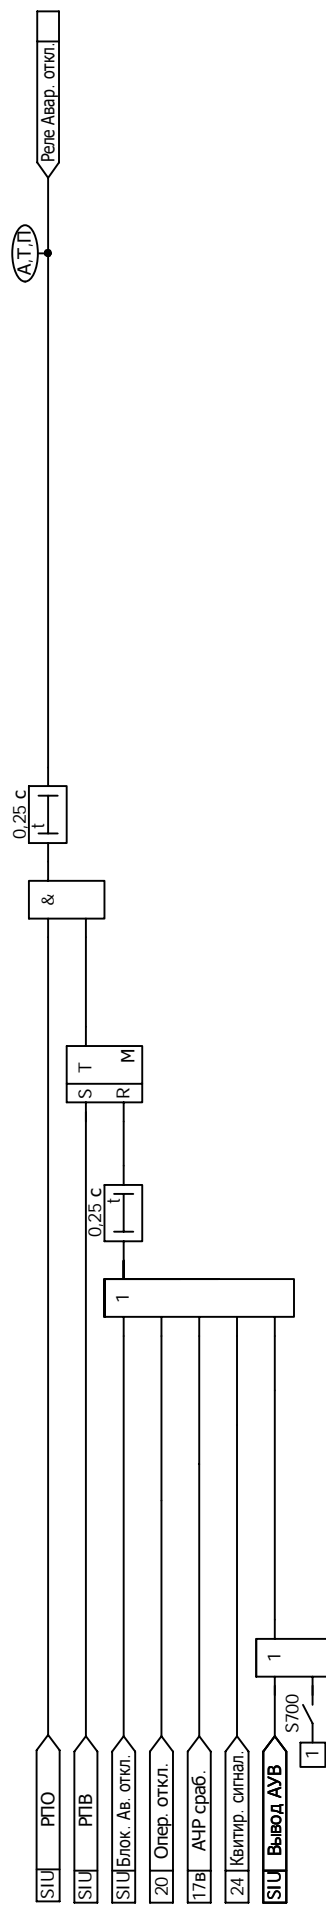 SIU РПО
SIU РПВ
SIU Блок. Ав. откл.
20 Опер. откл.
17в АЧР сраб.
24 Квитир. сигнал.
SIU Вывод АУВ
1
S700
1
1
0,25 с
t
S T
R M
&
0,25 с
t
А,Т,П
Реле Авар. откл.